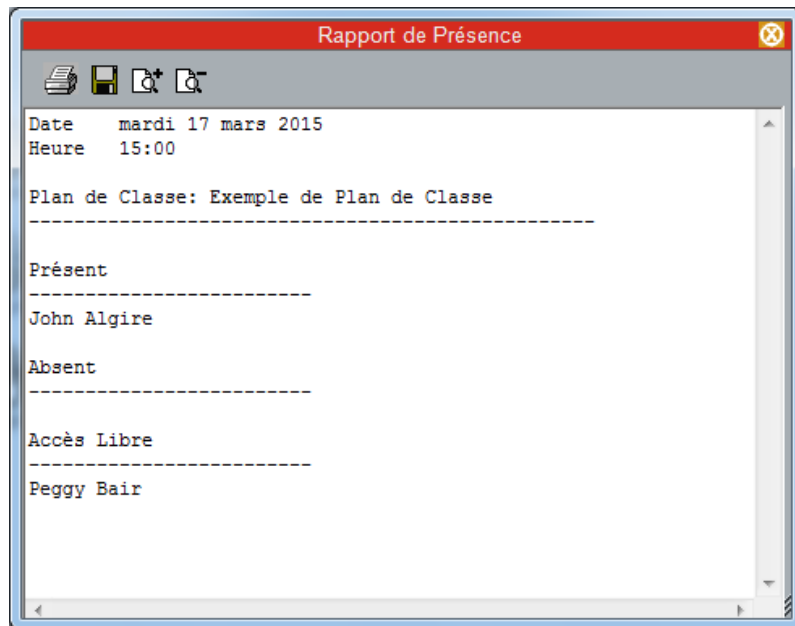 Rapport de Présence
Date    mardi 17 mars 2015
Heure   15:00
Plan de Classe: Exemple de Plan de Classe
--------------------------------------------------
Présent
-------------------------
John Algire
Absent
-------------------------
Accès Libre
-------------------------
Peggy Bair